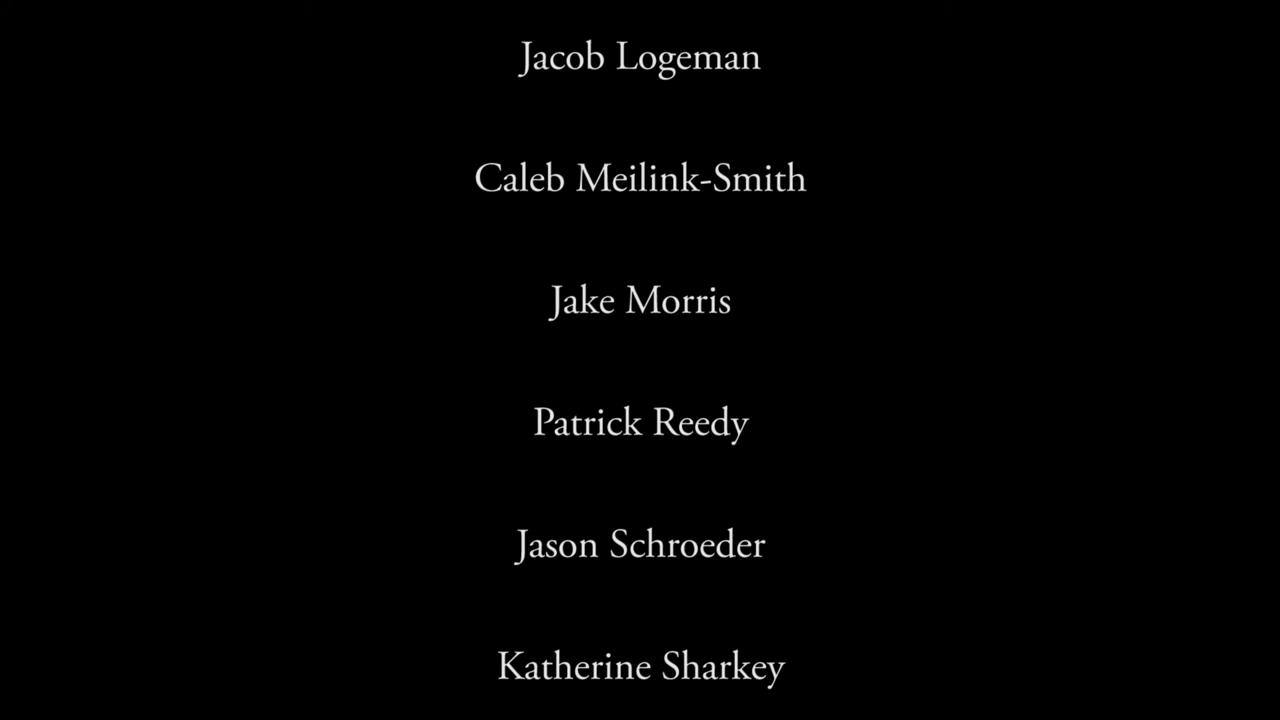 Jacob Logeman
Caleb Meilink-Smith
Jake Morris
Patrick Reedy
Jason Schroeder
Katherine Sharkey